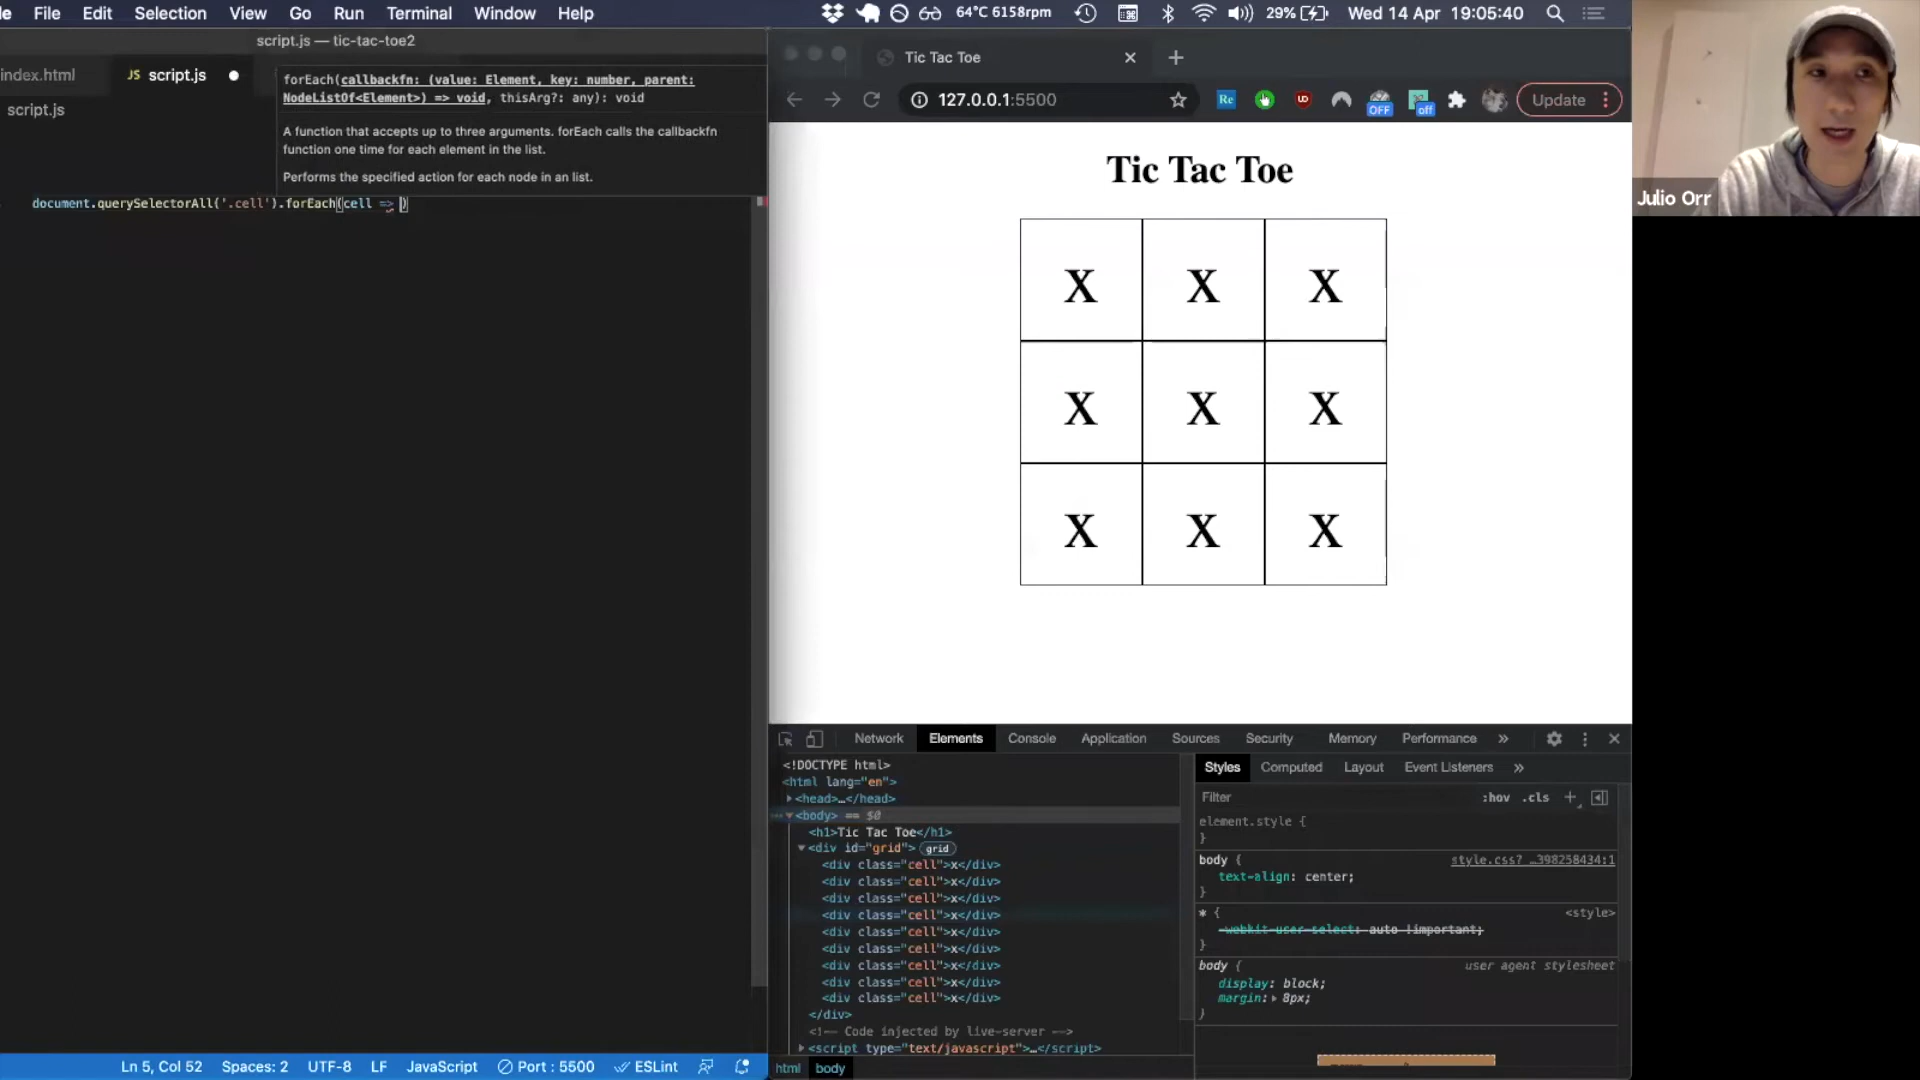 File Edit Selection View Go Run Terminal Window Help
64°C 6158rpm 29% Wed 14 Apr 19:05:40
script.js — tic-tac-toe2
index.html JS script.js
script.js
forEach(callbackfn: (value: Element, key: number, parent:
NodeListOf<Element>) => void, thisArg?: any): void
A function that accepts up to three arguments. forEach calls the callbackfn
function one time for each element in the list.
Performs the specified action for each node in an list.
document.querySelectorAll('.cell').forEach(cell => )
Ln 5, Col 52 Spaces: 2 UTF-8 LF JavaScript Port : 5500 ESLint
Tic Tac Toe
127.0.0.1:5500 Re UD OFF off Update
Tic Tac Toe
X X X
X X X
X X X
Network Elements Console Application Sources Security Memory Performance »
<!DOCTYPE html>
<html lang="en">
<head>…</head>
<body> == $0
<h1>Tic Tac Toe</h1>
<div id="grid"> grid
<div class="cell">x</div>
<div class="cell">x</div>
<div class="cell">x</div>
<div class="cell">x</div>
<div class="cell">x</div>
<div class="cell">x</div>
<div class="cell">x</div>
<div class="cell">x</div>
<div class="cell">x</div>
</div>
<!-- Code injected by live-server -->
<script type="text/javascript">…</script>
html body
Styles Computed Layout Event Listeners »
Filter :hov .cls +
element.style {
}
body { style.css?_…398258434:1
text-align: center;
}
* { <style>
-webkit-user-select: auto !important;
}
body { user agent stylesheet
display: block;
margin: 8px;
}
Julio Orr